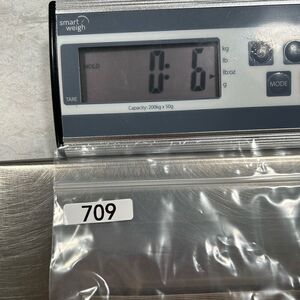 smart
weigh
HOLD
0: 6
kg
lb
lb:oz
g
TARE
MODE
Capacity: 200kg x 50g
709